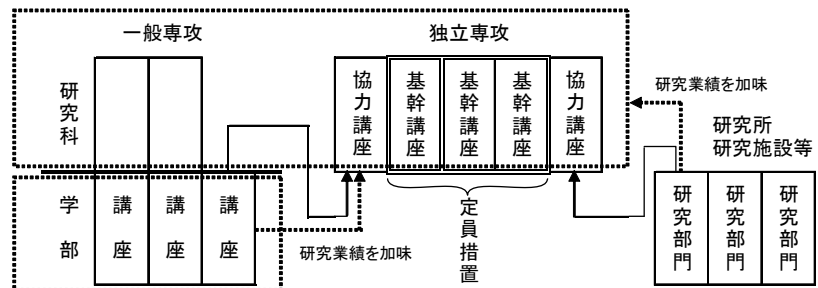 一般専攻
独立専攻
研究科
協力講座
基幹講座
基幹講座
基幹講座
協力講座
研究業績を加味
研究所
研究施設等
学部
講座
講座
講座
研究業績を加味
定員措置
研究部門
研究部門
研究部門